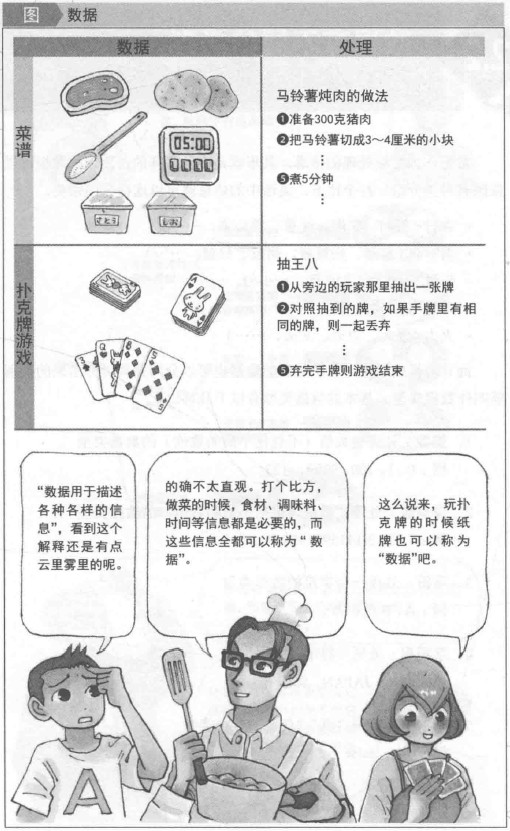 图 数据
数据 处理
菜谱
05:00
さとう
しお
马铃薯炖肉的做法
❶准备300克猪肉
❷把马铃薯切成3～4厘米的小块
⋮
❺煮5分钟
⋮
扑克牌游戏
A
Q
8
5
抽王八
❶从旁边的玩家那里抽出一张牌
❷对照抽到的牌，如果手牌里有相
同的牌，则一起丢弃
⋮
❺弃完手牌则游戏结束
“数据用于描述
各种各样的信
息”，看到这个
解释还是有点
云里雾里的呢。
的确不太直观。打个比方，
做菜的时候，食材、调味料、
时间等信息都是必要的，而
这些信息全都可以称为“数
据”。
这么说来，玩扑
克牌的时候纸
牌也可以称为
“数据”吧。
A